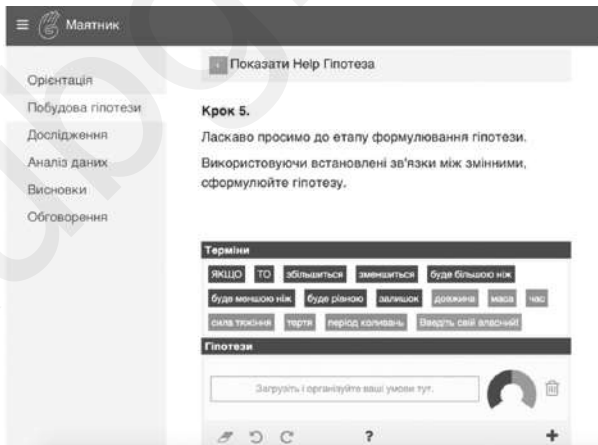 Маятник
Орієнтація
Побудова гіпотези
Дослідження
Аналіз даних
Висновки
Обговорення
Показати Help Гіпотеза
Крок 5.
Ласкаво просимо до етапу формулювання гіпотези.
Використовуючи встановлені зв'язки між змінними,
сформулюйте гіпотезу.
Терміни
ЯКЩО ТО збільшиться зменшиться буде більшою ніж
буде меншою ніж буде рівною залишок довжина маса час
сила тяжіння тертя період коливань Введіть свій власний!
Гіпотези
Загрузіть і організуйте ваші умови тут.
?
+